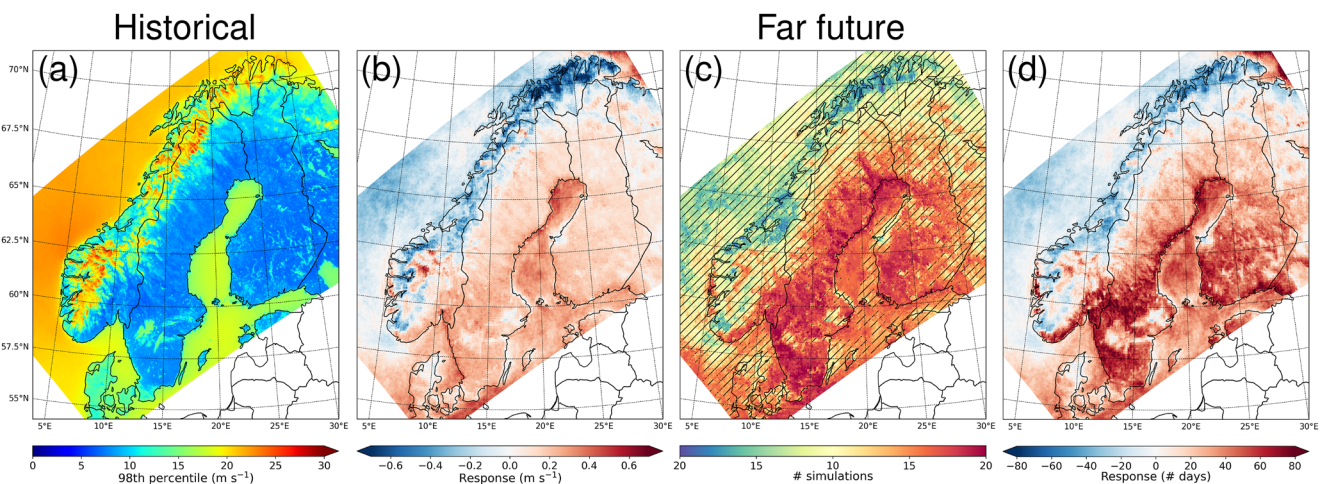 Historical
Far future
(a)
(b)
(c)
(d)
70°N
67.5°N
65°N
62.5°N
60°N
57.5°N
55°N
5°E 10°E 15°E 20°E 25°E 30°E
5°E 10°E 15°E 20°E 25°E 30°E
5°E 10°E 15°E 20°E 25°E 30°E
5°E 10°E 15°E 20°E 25°E 30°E
0 5 10 15 20 25 30
98th percentile (m s⁻¹)
−0.6 −0.4 −0.2 0.0 0.2 0.4 0.6
Response (m s⁻¹)
20 15 10 15 20
# simulations
−80 −60 −40 −20 0 20 40 60 80
Response (# days)